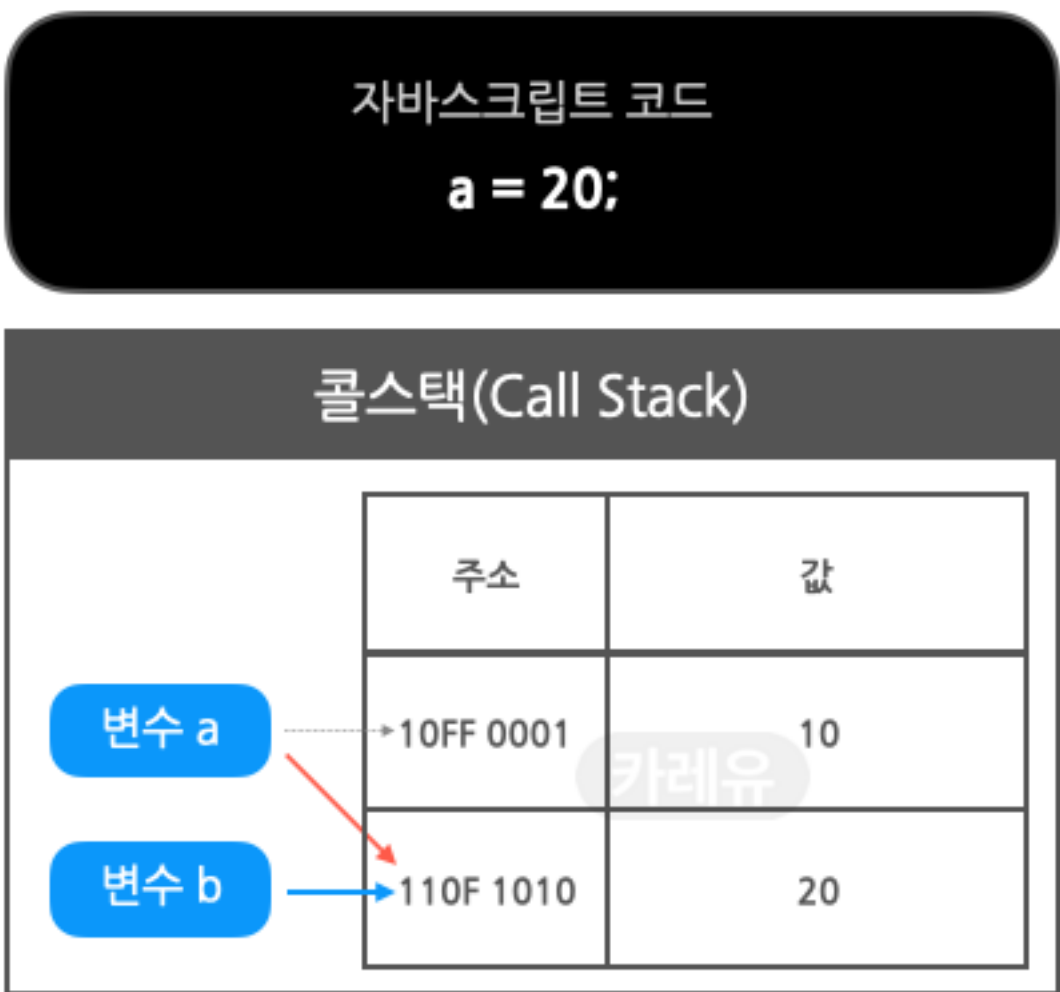 자바스크립트 코드
a = 20;
콜스택(Call Stack)
주소 값
변수 a 10FF 0001 10
카레유
변수 b 110F 1010 20